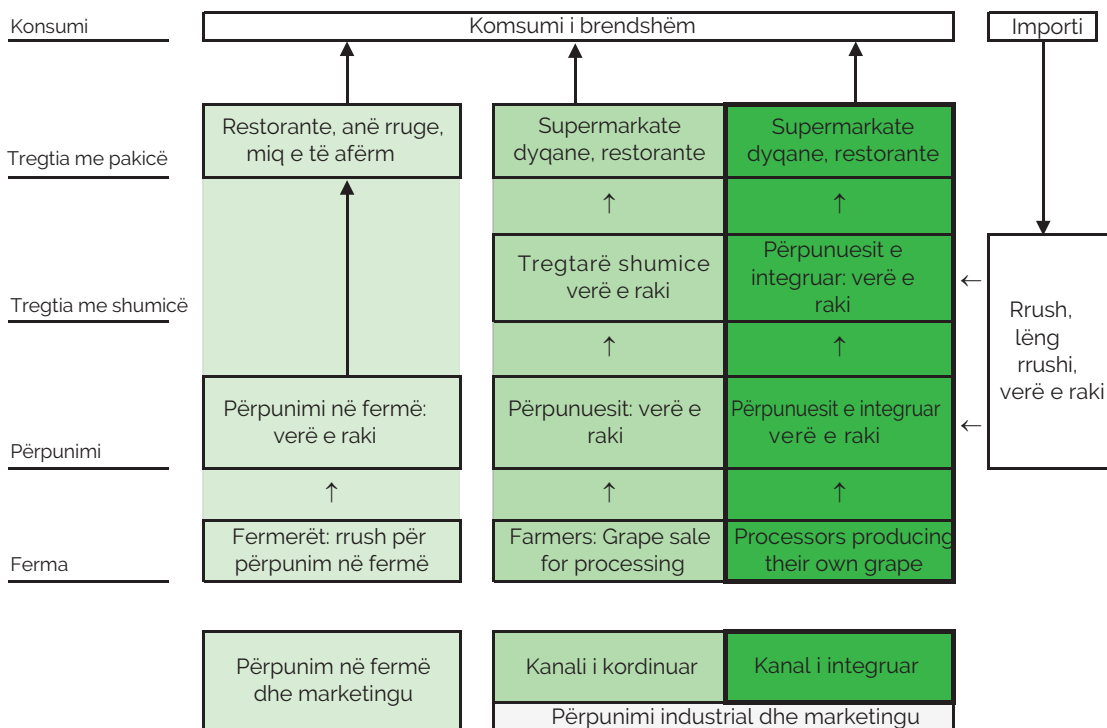 Konsumi
Komsumi i brendshëm
Importi
Tregtia me pakicë
Restorante, anë rruge,
miq e të afërm
Supermarkate
dyqane, restorante
Supermarkate
dyqane, restorante
↑
↑
Tregtia me shumicë
Tregtarë shumice
verë e raki
Përpunuesit e
integruar: verë e
raki
←
Rrush,
lëng
rrushi,
verë e raki
↑
↑
Përpunimi
Përpunimi në fermë:
verë e raki
Përpunuesit: verë e
raki
Përpunuesit e integruar
verë e raki
←
↑
↑
↑
Ferma
Fermerët: rrush për
përpunim në fermë
Farmers: Grape sale
for processing
Processors producing
their own grape
Përpunim në fermë
dhe marketingu
Kanali i kordinuar
Kanal i integruar
Përpunimi industrial dhe marketingu